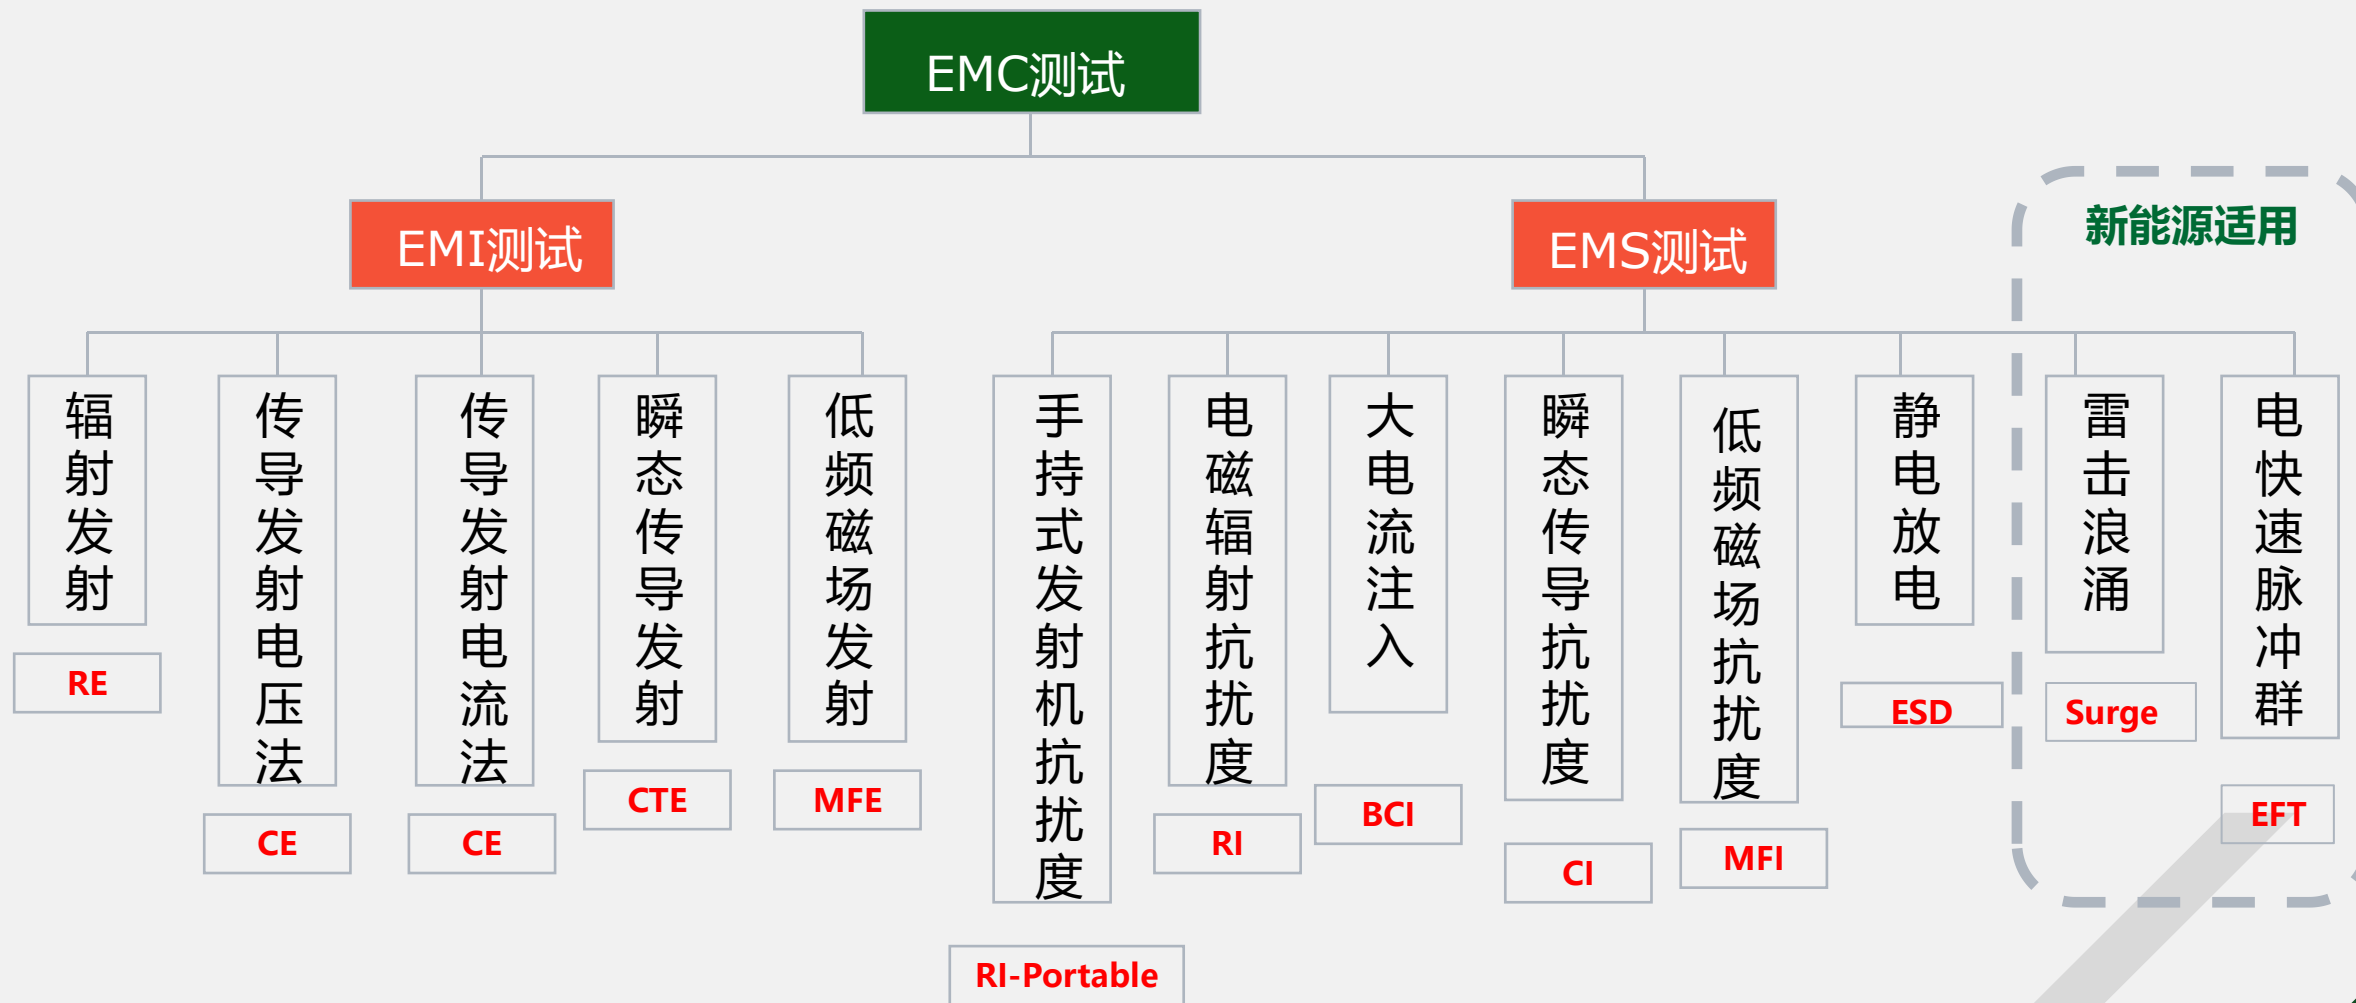 EMC测试
EMI测试
EMS测试
新能源适用
辐射发射
传导发射电压法
传导发射电流法
瞬态传导发射
低频磁场发射
手持式发射机抗扰度
电磁辐射抗扰度
大电流注入
瞬态传导抗扰度
低频磁场抗扰度
静电放电
雷击浪涌
电快速脉冲群
RE
CE
CE
CTE
MFE
RI-Portable
RI
BCI
CI
MFI
ESD
Surge
EFT